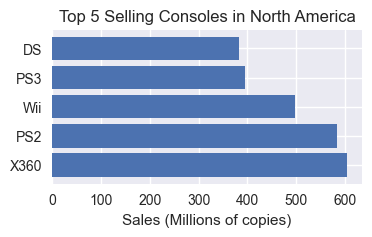 Top 5 Selling Consoles in North America
DS
PS3
Wii
PS2
X360
0 100 200 300 400 500 600
Sales (Millions of copies)